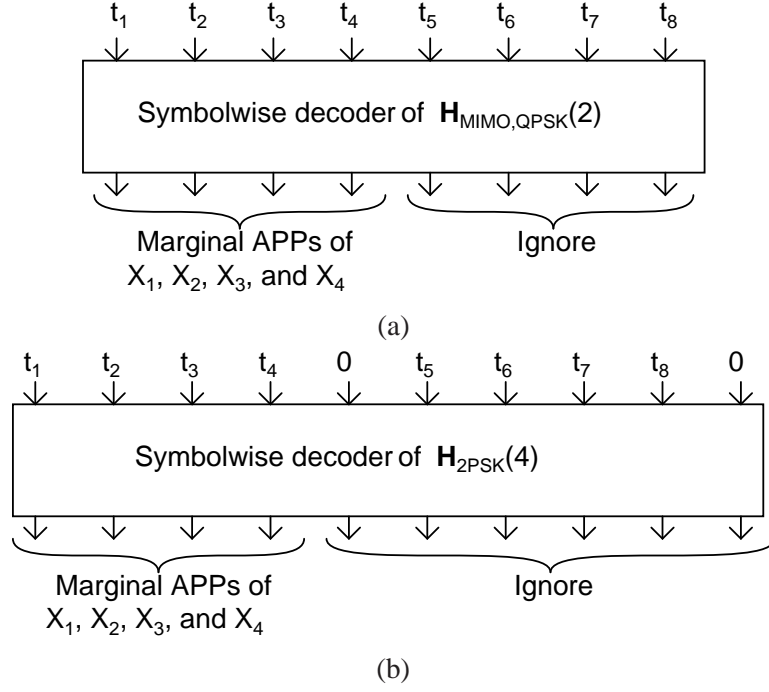 t₁ t₂ t₃ t₄ t₅ t₆ t₇ t₈
Symbolwise decoder of H_MIMO,QPSK(2)
Marginal APPs of
X₁, X₂, X₃, and X₄
Ignore
(a)
t₁ t₂ t₃ t₄ 0 t₅ t₆ t₇ t₈ 0
Symbolwise decoder of H_2PSK(4)
Marginal APPs of
X₁, X₂, X₃, and X₄
Ignore
(b)